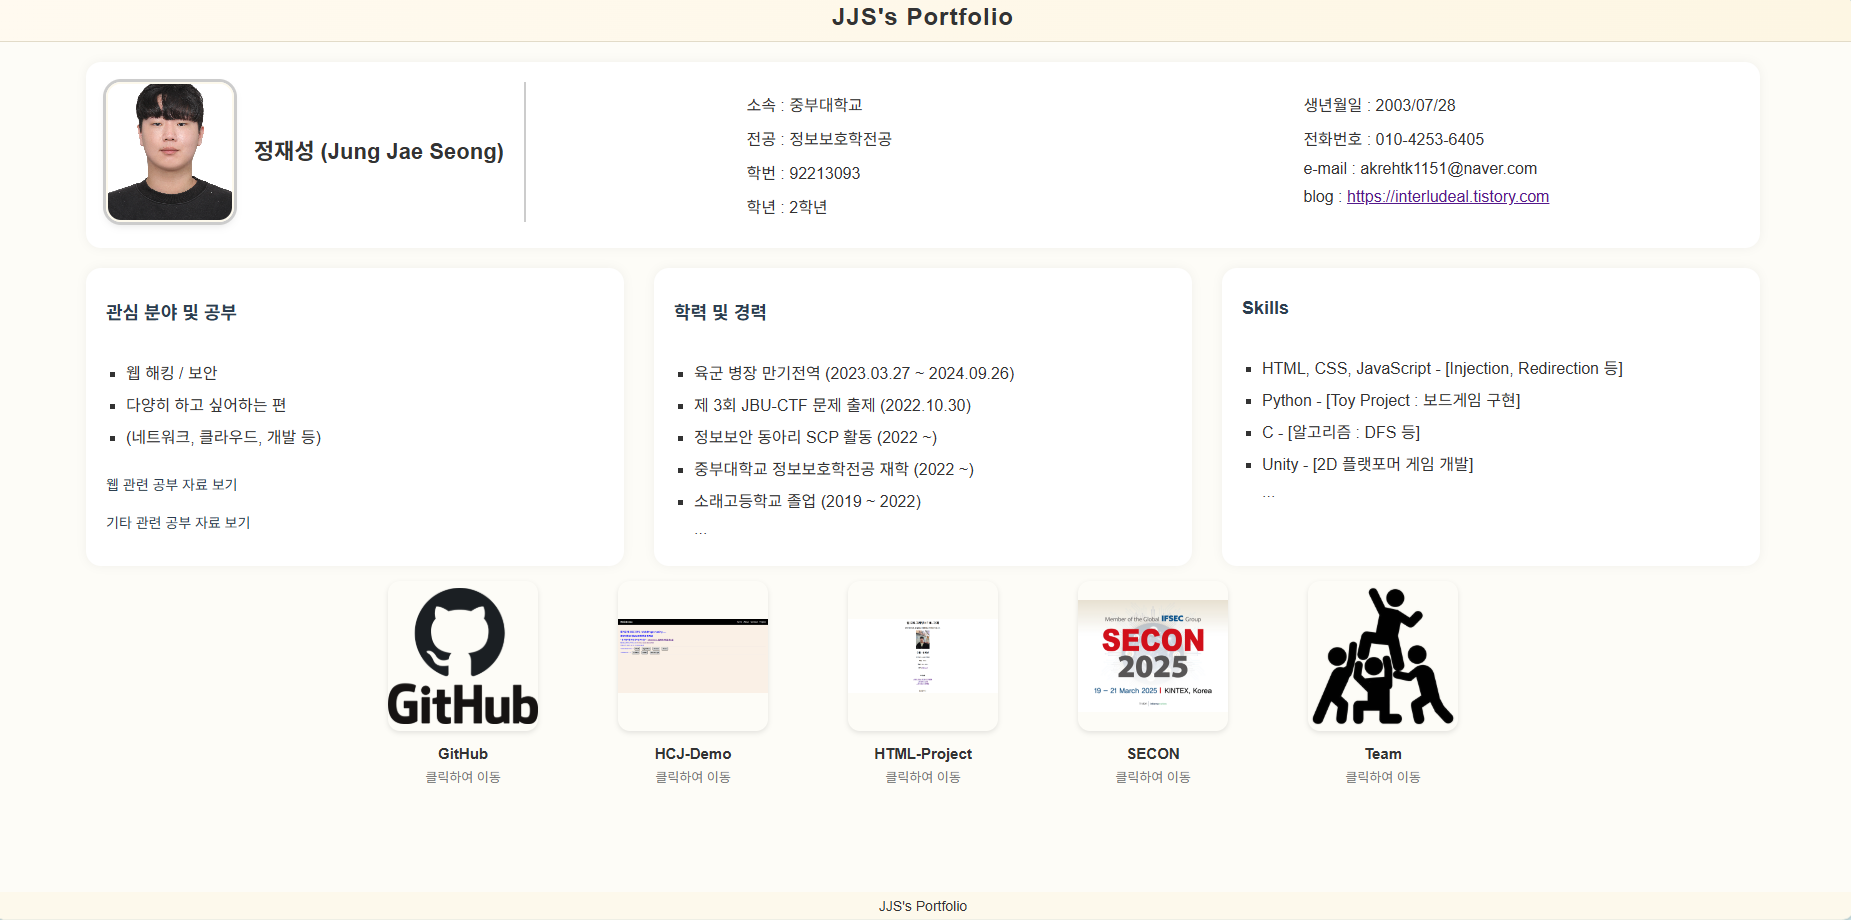 JJS's Portfolio
정재성 (Jung Jae Seong)
소속 : 중부대학교
전공 : 정보보호학전공
학번 : 92213093
학년 : 2학년
생년월일 : 2003/07/28
전화번호 : 010-4253-6405
e-mail : akrehtk1151@naver.com
blog : https://interludeal.tistory.com
관심 분야 및 공부
웹 해킹 / 보안
다양히 하고 싶어하는 편
(네트워크, 클라우드, 개발 등)
웹 관련 공부 자료 보기
기타 관련 공부 자료 보기
학력 및 경력
육군 병장 만기전역 (2023.03.27 ~ 2024.09.26)
제 3회 JBU-CTF 문제 출제 (2022.10.30)
정보보안 동아리 SCP 활동 (2022 ~)
중부대학교 정보보호학전공 재학 (2022 ~)
소래고등학교 졸업 (2019 ~ 2022)
...
Skills
HTML, CSS, JavaScript - [Injection, Redirection 등]
Python - [Toy Project : 보드게임 구현]
C - [알고리즘 : DFS 등]
Unity - [2D 플랫포머 게임 개발]
...
GitHub
GitHub
클릭하여 이동
HCJ-Demo
클릭하여 이동
HTML-Project
클릭하여 이동
Member of the Global IFSEC Group
SECON
2025
19 – 21 March 2025 | KINTEX, Korea
SECON
클릭하여 이동
Team
클릭하여 이동
JJS's Portfolio